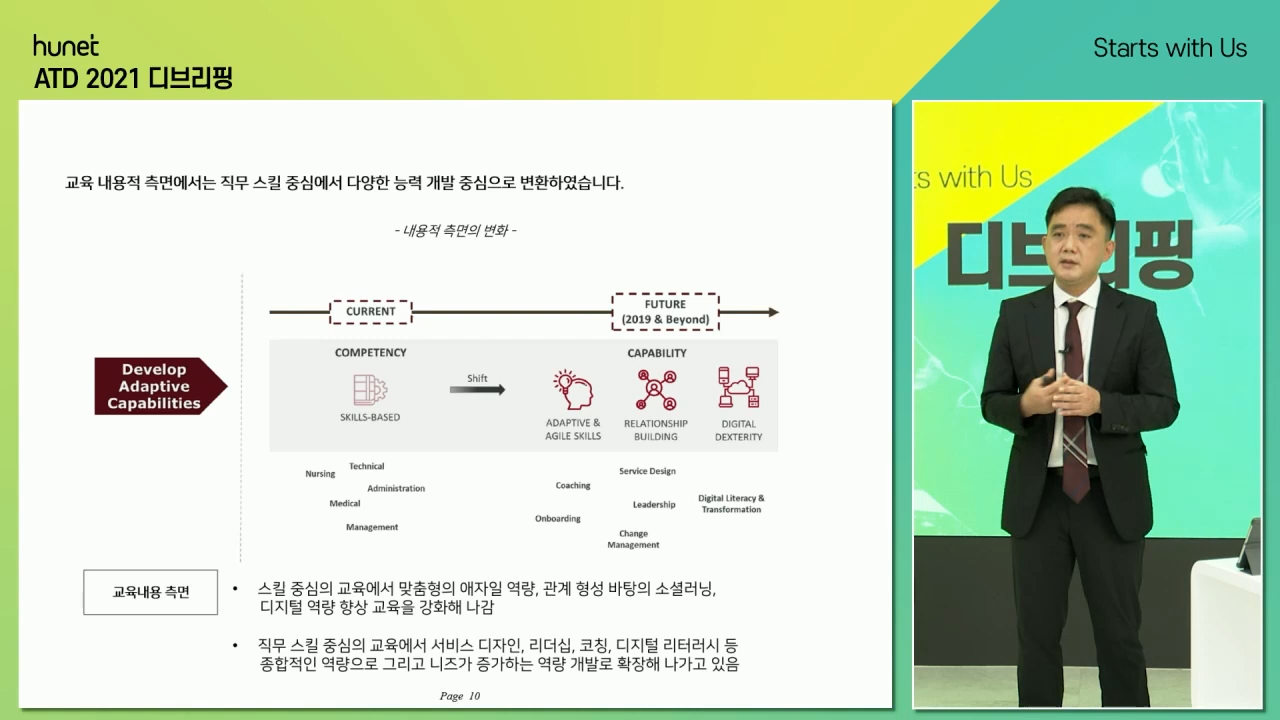 hunet
ATD 2021 디브리핑
Starts with Us
교육 내용적 측면에서는 직무 스킬 중심에서 다양한 능력 개발 중심으로 변환하였습니다.
- 내용적 측면의 변화 -
CURRENT
FUTURE
(2019 & Beyond)
COMPETENCY
CAPABILITY
Develop
Adaptive
Capabilities
Shift
SKILLS-BASED
ADAPTIVE &
AGILE SKILLS
RELATIONSHIP
BUILDING
DIGITAL
DEXTERITY
Nursing
Technical
Administration
Medical
Management
Service Design
Coaching
Leadership
Digital Literacy &
Transformation
Onboarding
Change
Management
교육내용 측면
• 스킬 중심의 교육에서 맞춤형의 애자일 역량, 관계 형성 바탕의 소셜러닝,
디지털 역량 향상 교육을 강화해 나감
• 직무 스킬 중심의 교육에서 서비스 디자인, 리더십, 코칭, 디지털 리터러시 등
종합적인 역량으로 그리고 니즈가 증가하는 역량 개발로 확장해 나가고 있음
Page 10
ts with Us
디브리핑